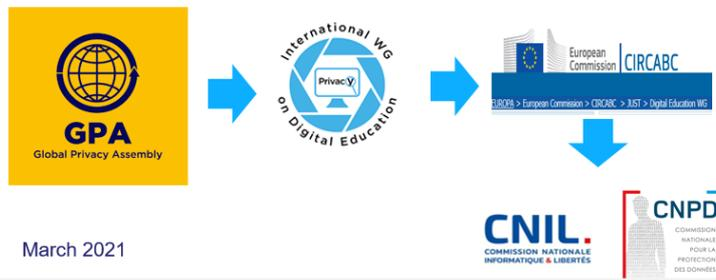 GPA
Global Privacy Assembly
International WG
Privacy
on Digital Education
European
Commission
CIRCABC
EUROPA > European Commission > CIRCABC > JUST > Digital Education WG
CNIL.
COMMISSION NATIONALE
INFORMATIQUE & LIBERTÉS
CNPD
COMMISSION
NATIONALE
POUR LA
PROTECTION
DES DONNÉES
March 2021